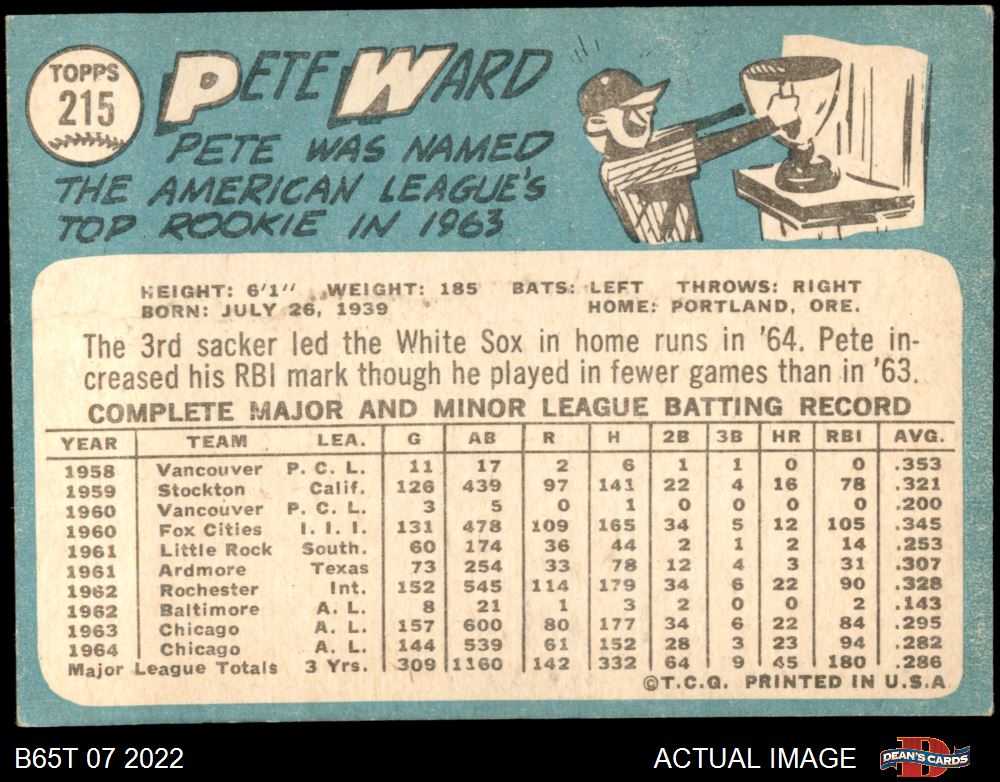 TOPPS
215
PETE WARD
PETE WAS NAMED
THE AMERICAN LEAGUE'S
TOP ROOKIE IN 1963
HEIGHT: 6'1" WEIGHT: 185 BATS: LEFT THROWS: RIGHT
BORN: JULY 26, 1939 HOME: PORTLAND, ORE.
The 3rd sacker led the White Sox in home runs in '64. Pete in-
creased his RBI mark though he played in fewer games than in '63.
COMPLETE MAJOR AND MINOR LEAGUE BATTING RECORD
YEAR TEAM LEA. G AB R H 2B 3B HR RBI AVG.
1958 Vancouver P. C. L. 11 17 2 6 1 1 0 0 .353
1959 Stockton Calif. 126 439 97 141 22 4 16 78 .321
1960 Vancouver P. C. L. 3 5 0 1 0 0 0 0 .200
1960 Fox Cities I. I. I. 131 478 109 165 34 5 12 105 .345
1961 Little Rock South. 60 174 36 44 2 1 2 14 .253
1961 Ardmore Texas 73 254 33 78 12 4 3 31 .307
1962 Rochester Int. 152 545 114 179 34 6 22 90 .328
1962 Baltimore A. L. 8 21 1 3 2 0 0 2 .143
1963 Chicago A. L. 157 600 80 177 34 6 22 84 .295
1964 Chicago A. L. 144 539 61 152 28 3 23 94 .282
Major League Totals 3 Yrs. 309 1160 142 332 64 9 45 180 .286
©T.C.G. PRINTED IN U.S.A
B65T 07 2022 ACTUAL IMAGE DEAN'S CARDS